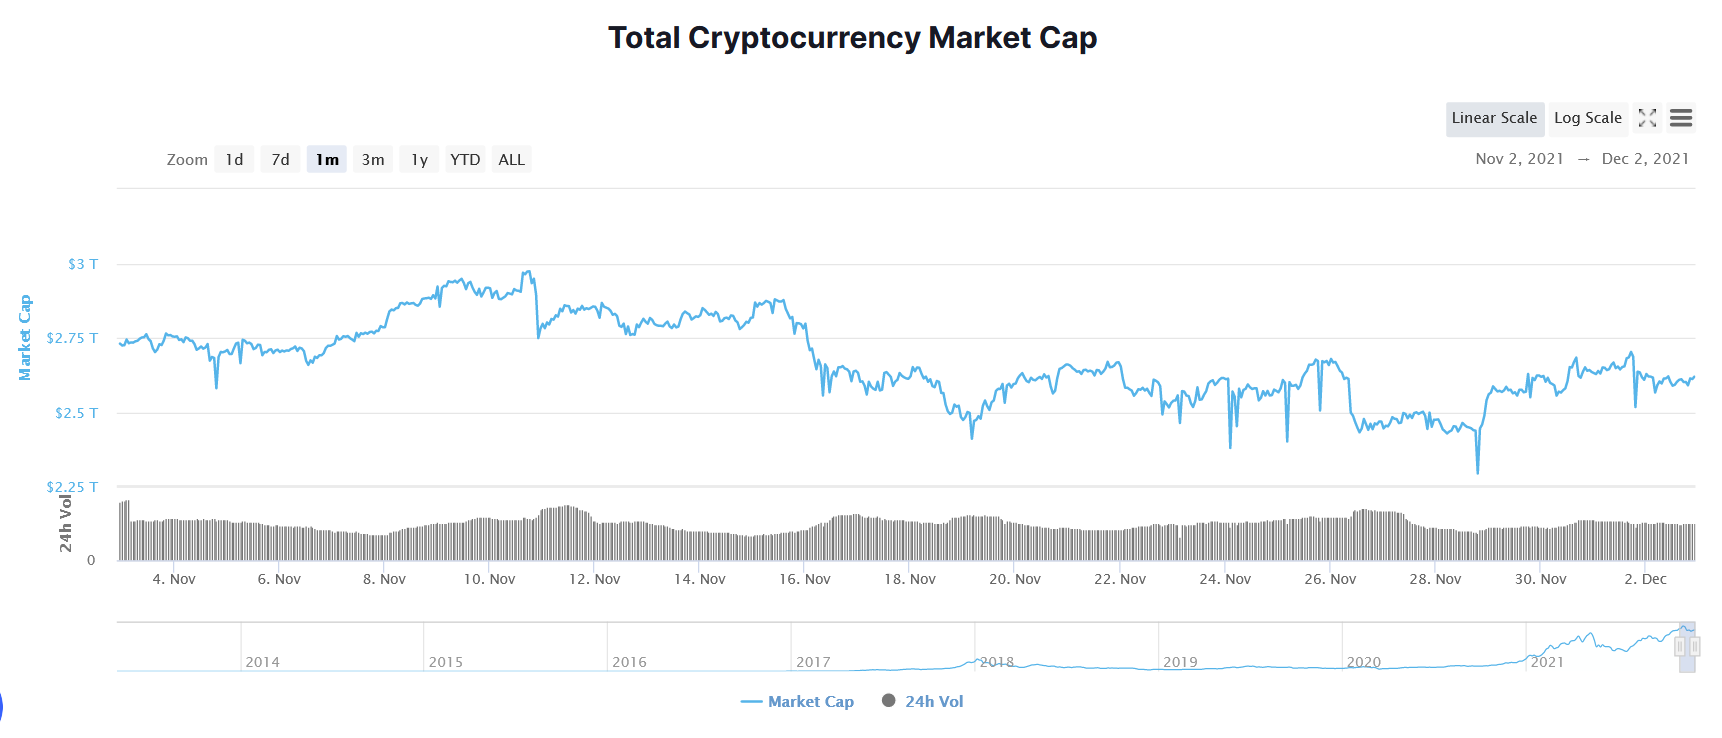 Total Cryptocurrency Market Cap
Linear Scale Log Scale
Zoom 1d 7d 1m 3m 1y YTD ALL
Nov 2, 2021 → Dec 2, 2021
Market Cap
$3 T
$2.75 T
$2.5 T
$2.25 T
24h Vol
0
4. Nov 6. Nov 8. Nov 10. Nov 12. Nov 14. Nov 16. Nov 18. Nov 20. Nov 22. Nov 24. Nov 26. Nov 28. Nov 30. Nov 2. Dec
2014 2015 2016 2017 2018 2019 2020 2021
Market Cap 24h Vol